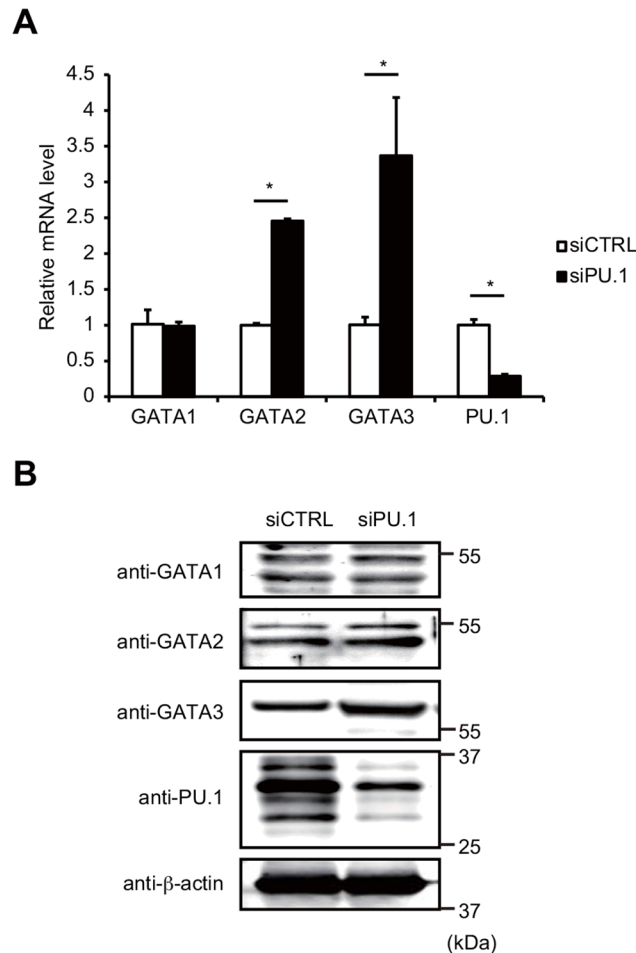 A
4.5
4
3.5
3
2.5
2
1.5
1
0.5
0
Relative mRNA level
*
*
*
GATA1 GATA2 GATA3 PU.1
siCTRL
siPU.1
B
siCTRL siPU.1
anti-GATA1
55
anti-GATA2
55
anti-GATA3
55
anti-PU.1
37
25
anti-β-actin
37
(kDa)